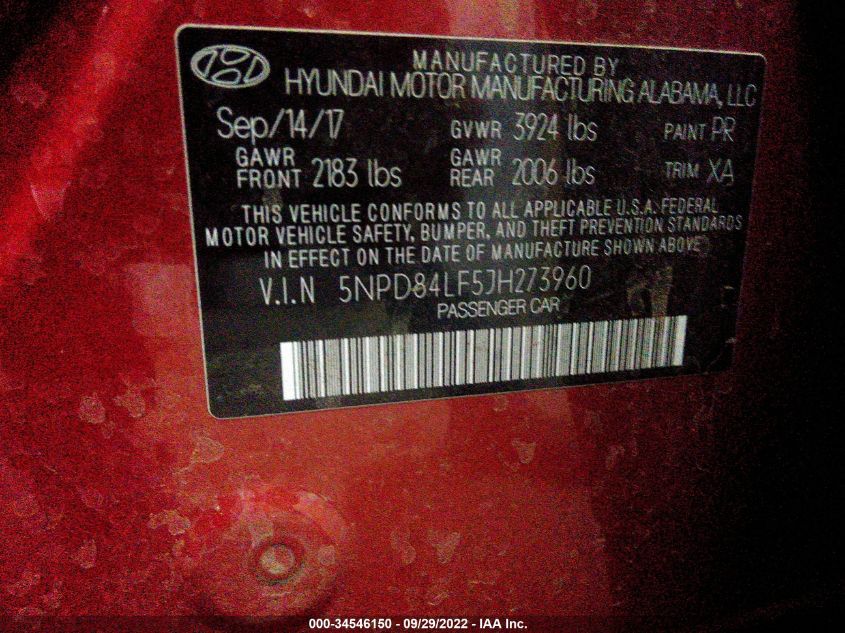 MANUFACTURED BY
HYUNDAI MOTOR MANUFACTURING ALABAMA, LLC
Sep/14/17 GVWR 3924 lbs PAINT PR
GAWR FRONT 2183 lbs GAWR REAR 2006 lbs TRIM XA
THIS VEHICLE CONFORMS TO ALL APPLICABLE U.S.A. FEDERAL
MOTOR VEHICLE SAFETY, BUMPER, AND THEFT PREVENTION STANDARDS
IN EFFECT ON THE DATE OF MANUFACTURE SHOWN ABOVE
V.I.N 5NPD84LF5JH273960
PASSENGER CAR
000-34546150 - 09/29/2022 - IAA Inc.